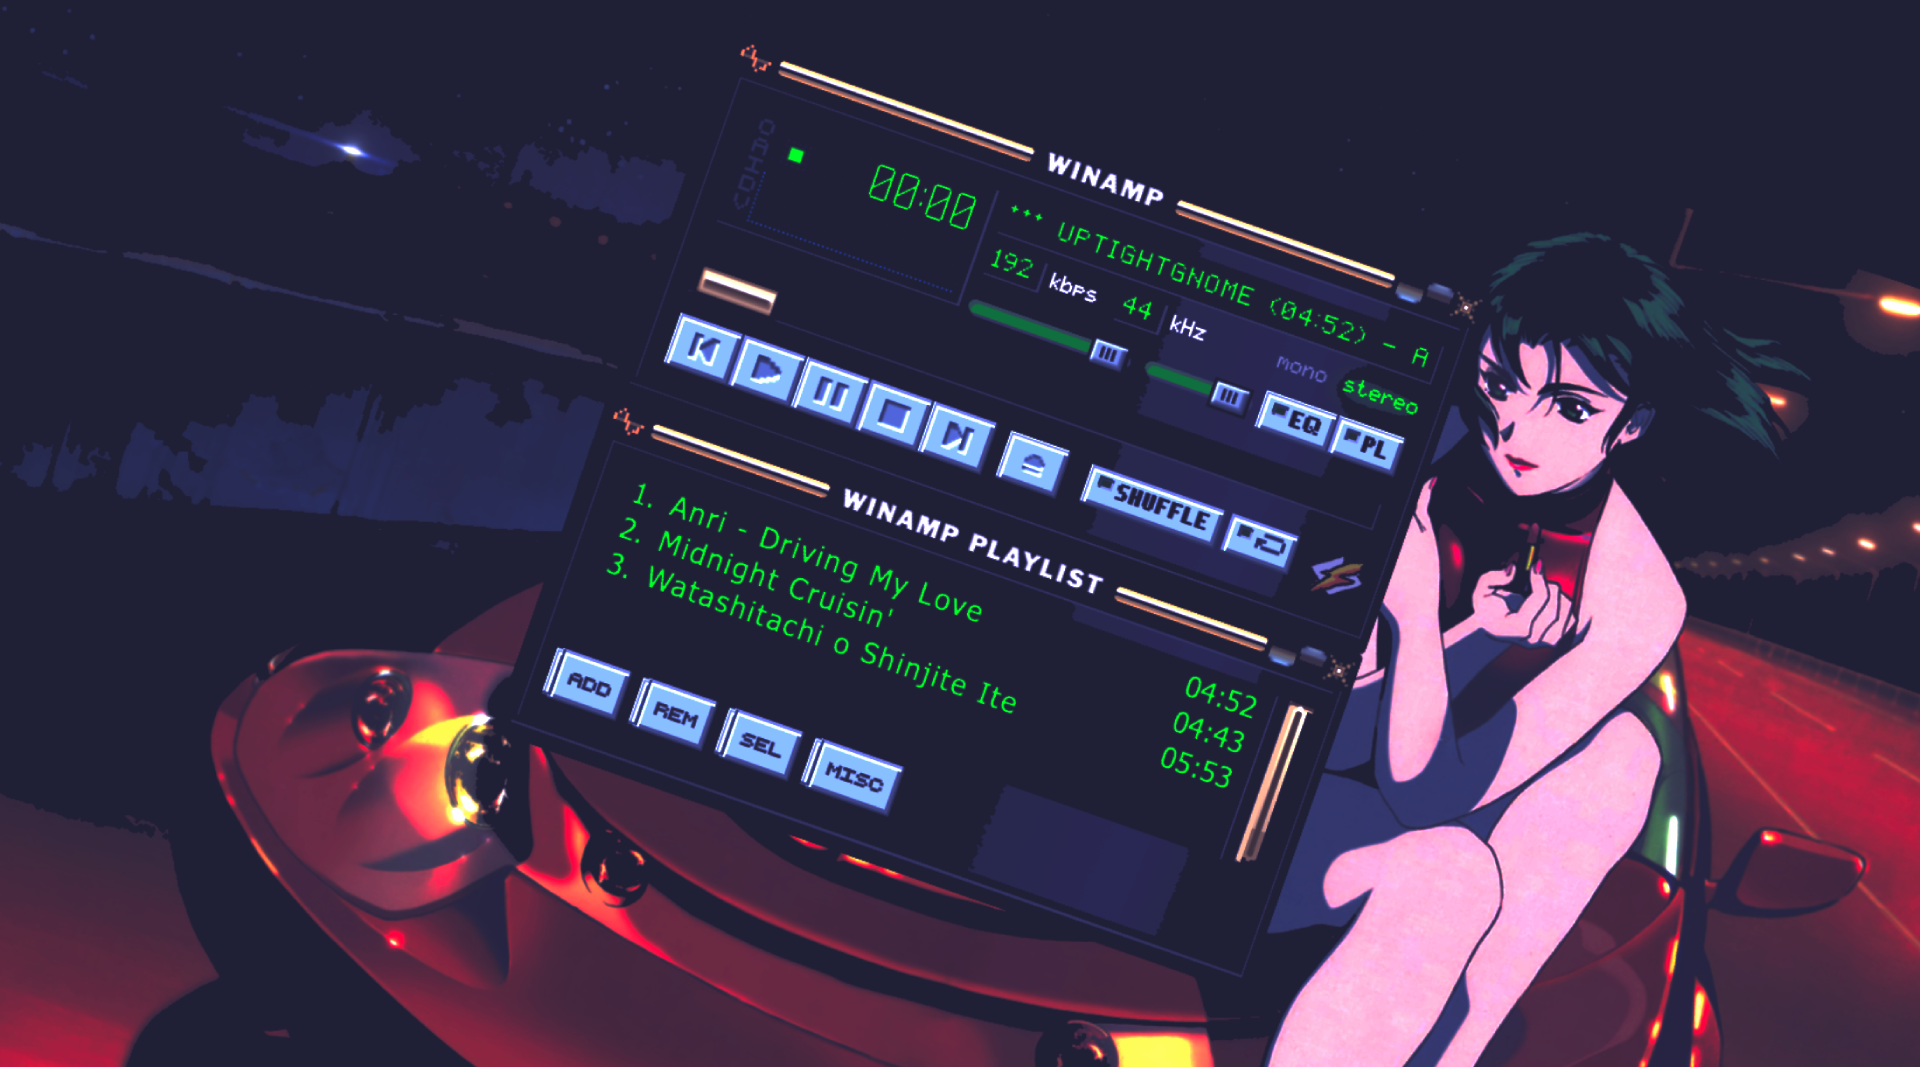 WINAMP
00:00
*** UPTIGHTGNOME (04:52) - A
192 kbps 44 kHz
mono stereo
EQ PL
SHUFFLE
WINAMP PLAYLIST
1. Anri - Driving My Love 04:52
2. Midnight Cruisin' 04:43
3. Watashitachi o Shinjite Ite 05:53
ADD REM SEL MISC